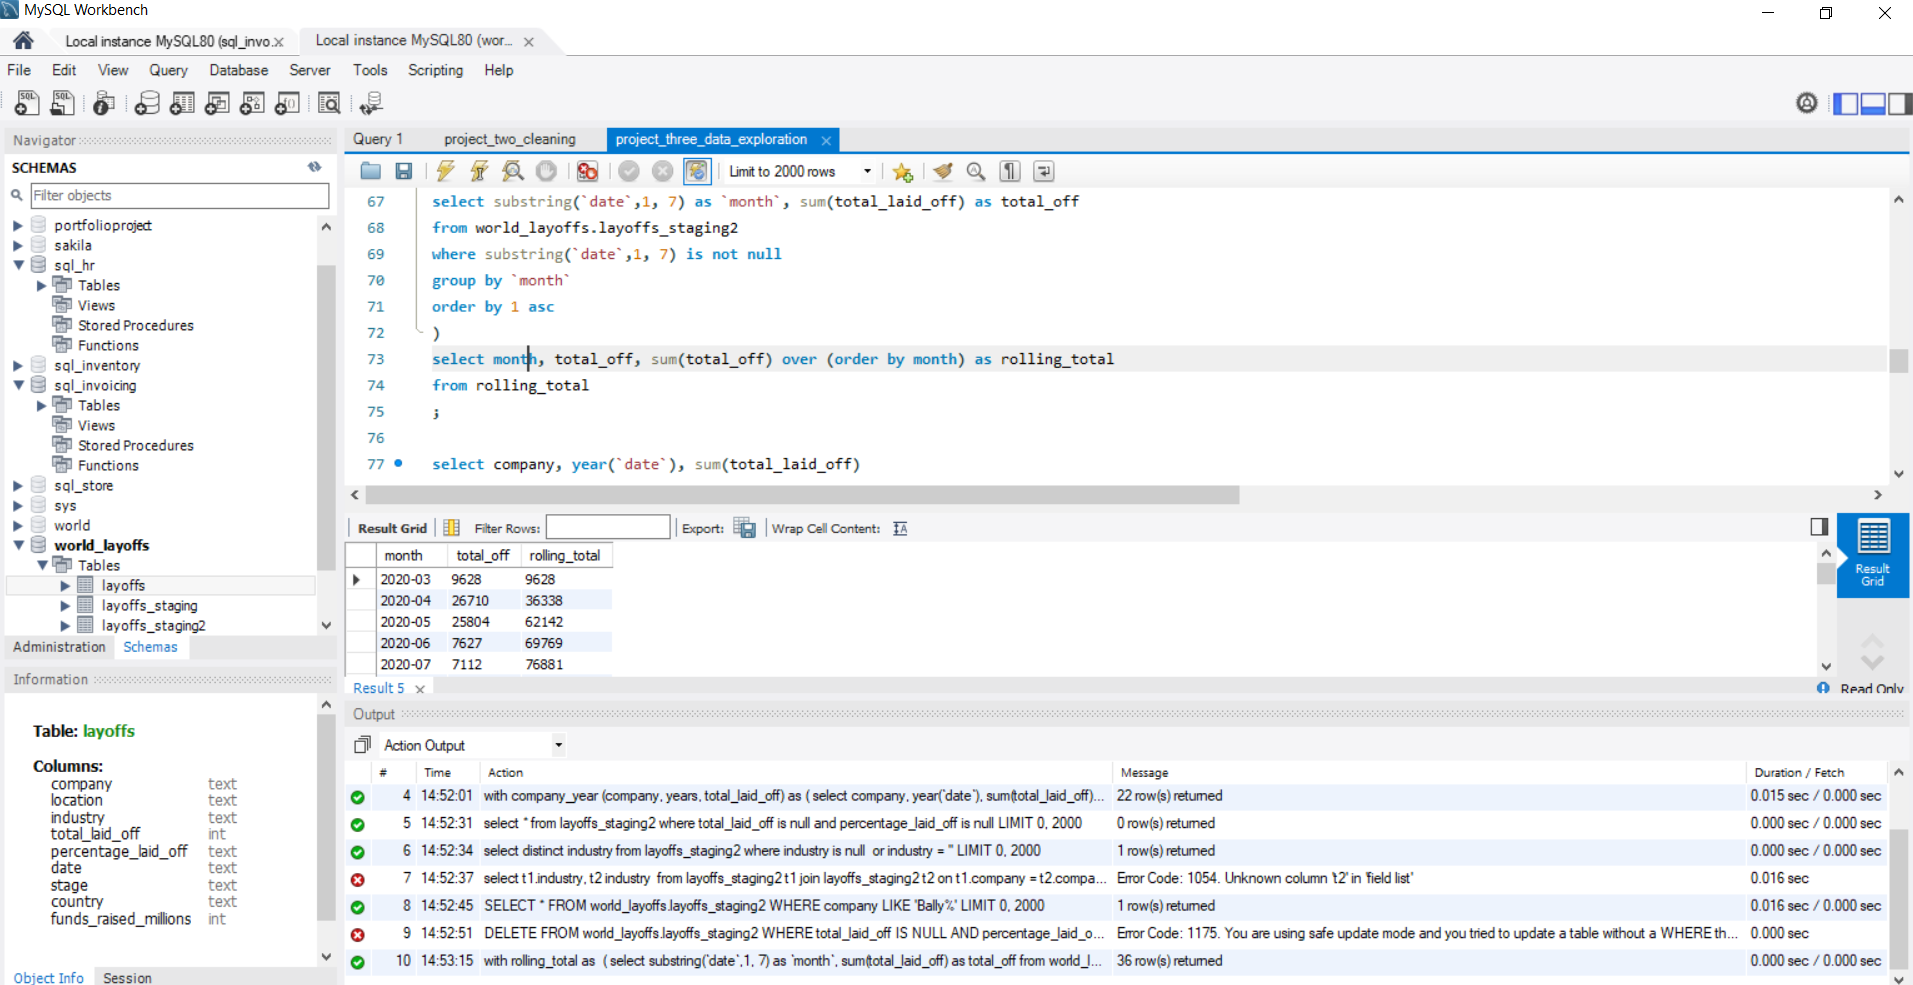 MySQL Workbench
Local instance MySQL80 (sql_invo... ×
Local instance MySQL80 (wor... ×
File Edit View Query Database Server Tools Scripting Help
Navigator
SCHEMAS
Filter objects
portfolioproject
sakila
sql_hr
Tables
Views
Stored Procedures
Functions
sql_inventory
sql_invoicing
Tables
Views
Stored Procedures
Functions
sql_store
sys
world
world_layoffs
Tables
layoffs
layoffs_staging
layoffs_staging2
Administration Schemas
Information
Table: layoffs
Columns:
company text
location text
industry text
total_laid_off int
percentage_laid_off text
date text
stage text
country text
funds_raised_millions int
Object Info Session
Query 1 project_two_cleaning project_three_data_exploration ×
Limit to 2000 rows
67 select substring(`date`,1, 7) as `month`, sum(total_laid_off) as total_off
68 from world_layoffs.layoffs_staging2
69 where substring(`date`,1, 7) is not null
70 group by `month`
71 order by 1 asc
72 )
73 select month, total_off, sum(total_off) over (order by month) as rolling_total
74 from rolling_total
75 ;
76
77 select company, year(`date`), sum(total_laid_off)
Result Grid Filter Rows: Export: Wrap Cell Content:
month total_off rolling_total
2020-03 9628 9628
2020-04 26710 36338
2020-05 25804 62142
2020-06 7627 69769
2020-07 7112 76881
Result Grid
Result 5 ×
Read Only
Output
Action Output
# Time Action Message Duration / Fetch
4 14:52:01 with company_year (company, years, total_laid_off) as ( select company, year(`date`), sum(total_laid_off)... 22 row(s) returned 0.015 sec / 0.000 sec
5 14:52:31 select * from layoffs_staging2 where total_laid_off is null and percentage_laid_off is null LIMIT 0, 2000 0 row(s) returned 0.000 sec / 0.000 sec
6 14:52:34 select distinct industry from layoffs_staging2 where industry is null or industry = '' LIMIT 0, 2000 1 row(s) returned 0.000 sec / 0.000 sec
7 14:52:37 select t1.industry, t2 industry from layoffs_staging2 t1 join layoffs_staging2 t2 on t1.company = t2.compa... Error Code: 1054. Unknown column 't2' in 'field list' 0.016 sec
8 14:52:45 SELECT * FROM world_layoffs.layoffs_staging2 WHERE company LIKE 'Bally%' LIMIT 0, 2000 1 row(s) returned 0.016 sec / 0.000 sec
9 14:52:51 DELETE FROM world_layoffs.layoffs_staging2 WHERE total_laid_off IS NULL AND percentage_laid_o... Error Code: 1175. You are using safe update mode and you tried to update a table without a WHERE th... 0.000 sec
10 14:53:15 with rolling_total as ( select substring(`date`,1, 7) as `month`, sum(total_laid_off) as total_off from world_l... 36 row(s) returned 0.000 sec / 0.000 sec